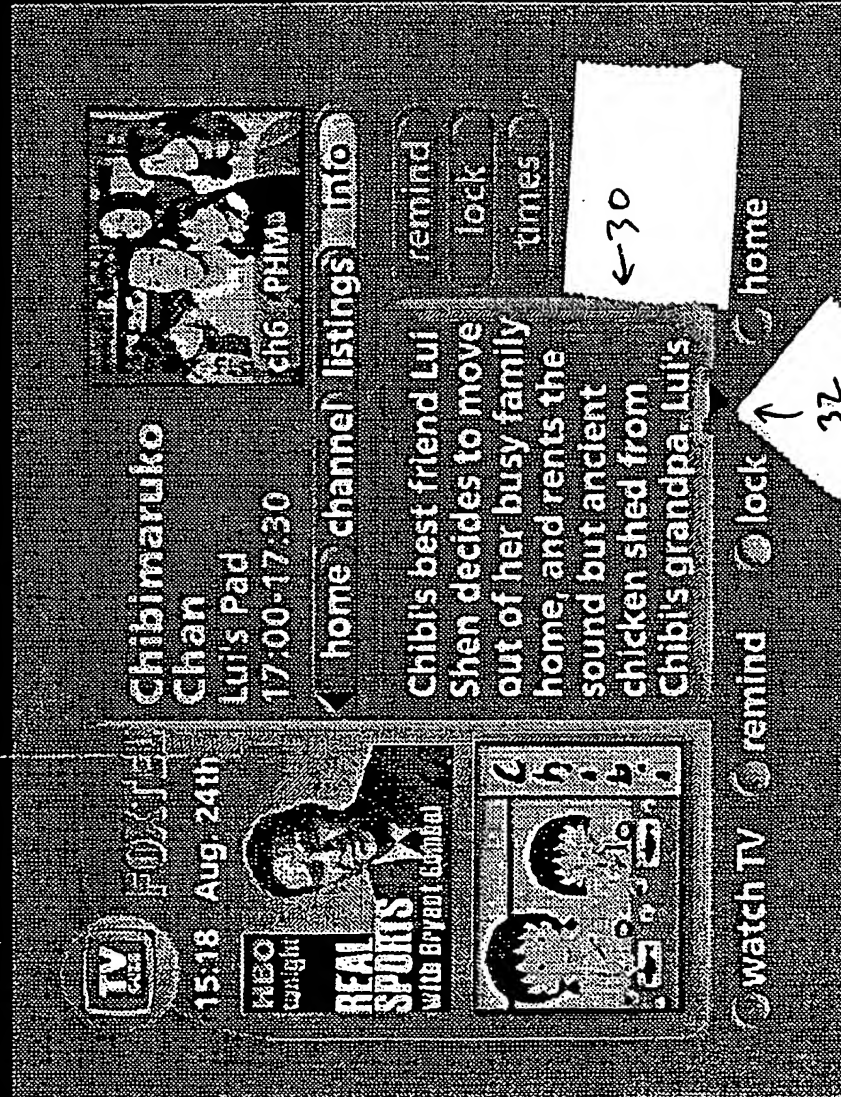 TV
GUIDE
FOXTEL
15:18 Aug. 24th
HBO
tonight
REAL
SPORTS
with Bryant Gumbel
Chibi
Chibimaruko
Chan
Lui's Pad
17:00-17:30
ch6 / PHMa
home channel listings info
Chibi's best friend Lui
Shen decides to move
out of her busy family
home, and rents the
sound but ancient
chicken shed from
Chibi's grandpa. Lui's
remind
lock
times
←30
↑
32
watch TV remind lock home